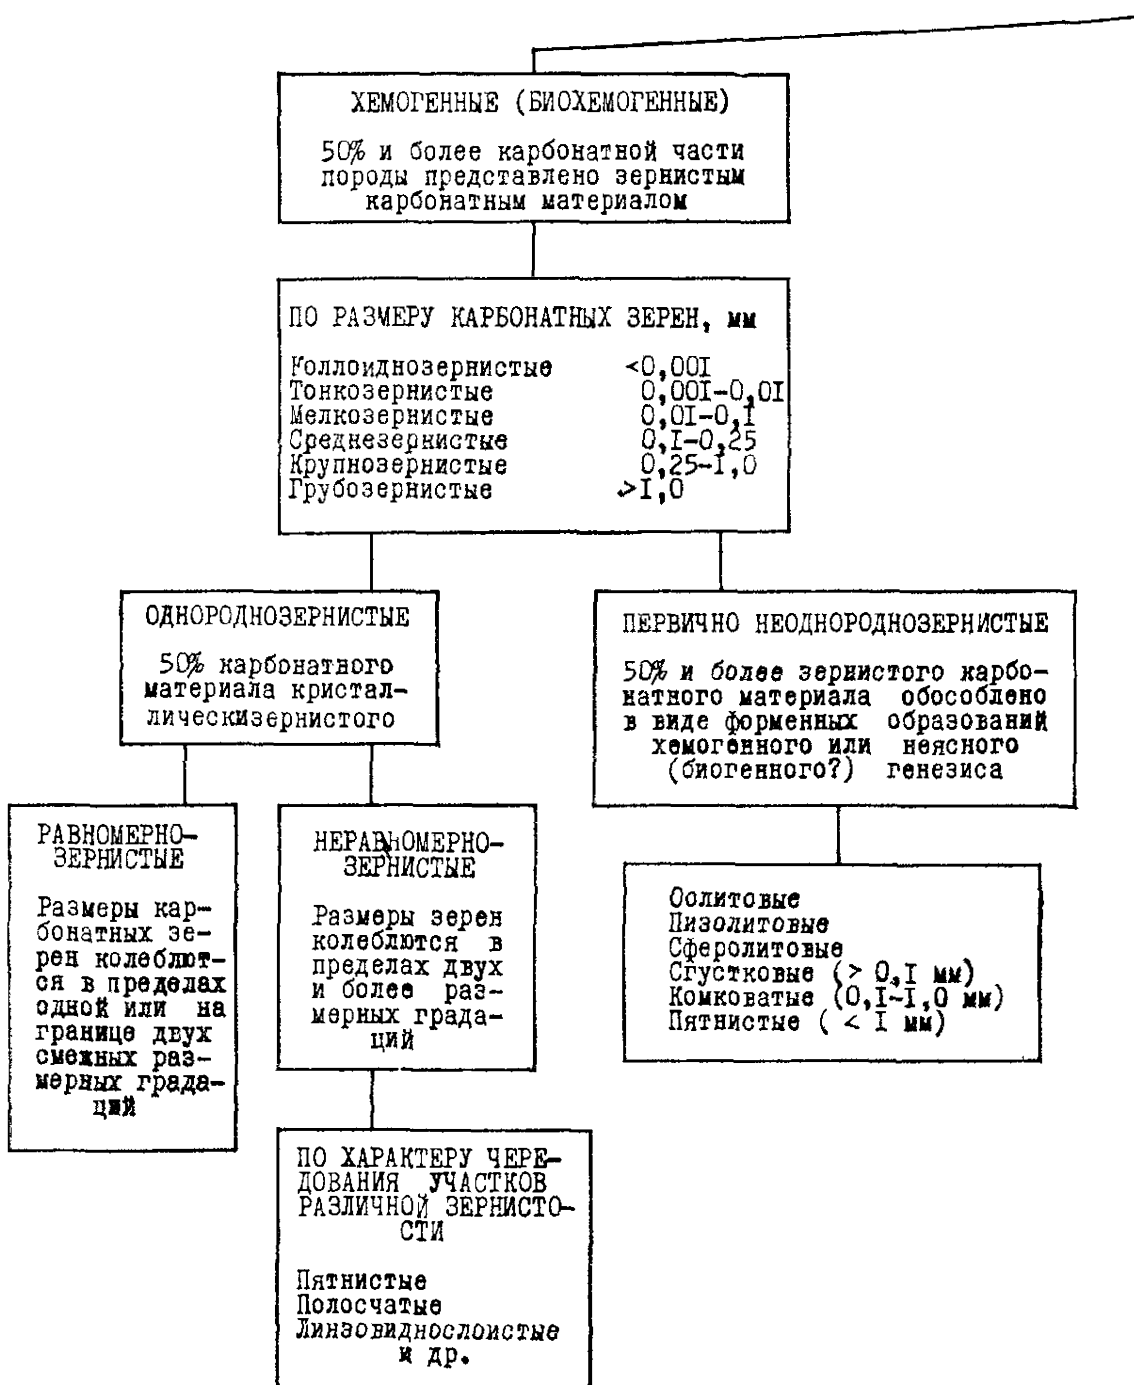 ХЕМОГЕННЫЕ (БИОХЕМОГЕННЫЕ)
50% и более карбонатной части
породы представлено зернистым
карбонатным материалом
ПО РАЗМЕРУ КАРБОНАТНЫХ ЗЕРЕН, мм
Коллоиднозернистые <0,00I
Тонкозернистые 0,00I-0,0I
Мелкозернистые 0,0I-0,I
Среднезернистые 0,I-0,25
Крупнозернистые 0,25-I,0
Грубозернистые >I,0
ОДНОРОДНОЗЕРНИСТЫЕ
50% карбонатного
материала кристал-
лическизернистого
ПЕРВИЧНО НЕОДНОРОДНОЗЕРНИСТЫЕ
50% и более зернистого карбо-
натного материала обособлено
в виде форменных образований
хемогенного или неясного
(биогенного?) генезиса
РАВНОМЕРНО-
ЗЕРНИСТЫЕ
Размеры кар-
бонатных зе-
рен колеблют-
ся в пределах
одной или на
границе двух
смежных раз-
мерных града-
ций
НЕРАВНОМЕРНО-
ЗЕРНИСТЫЕ
Размеры зерен
колеблются в
пределах двух
и более раз-
мерных града-
ций
Оолитовые
Пизолитовые
Сферолитовые
Сгустковые (> 0,I мм)
Комковатые (0,I-I,0 мм)
Пятнистые ( < I мм)
ПО ХАРАКТЕРУ ЧЕРЕ-
ДОВАНИЯ УЧАСТКОВ
РАЗЛИЧНОЙ ЗЕРНИСТО-
СТИ
Пятнистые
Полосчатые
Линзовиднослоистые
и др.